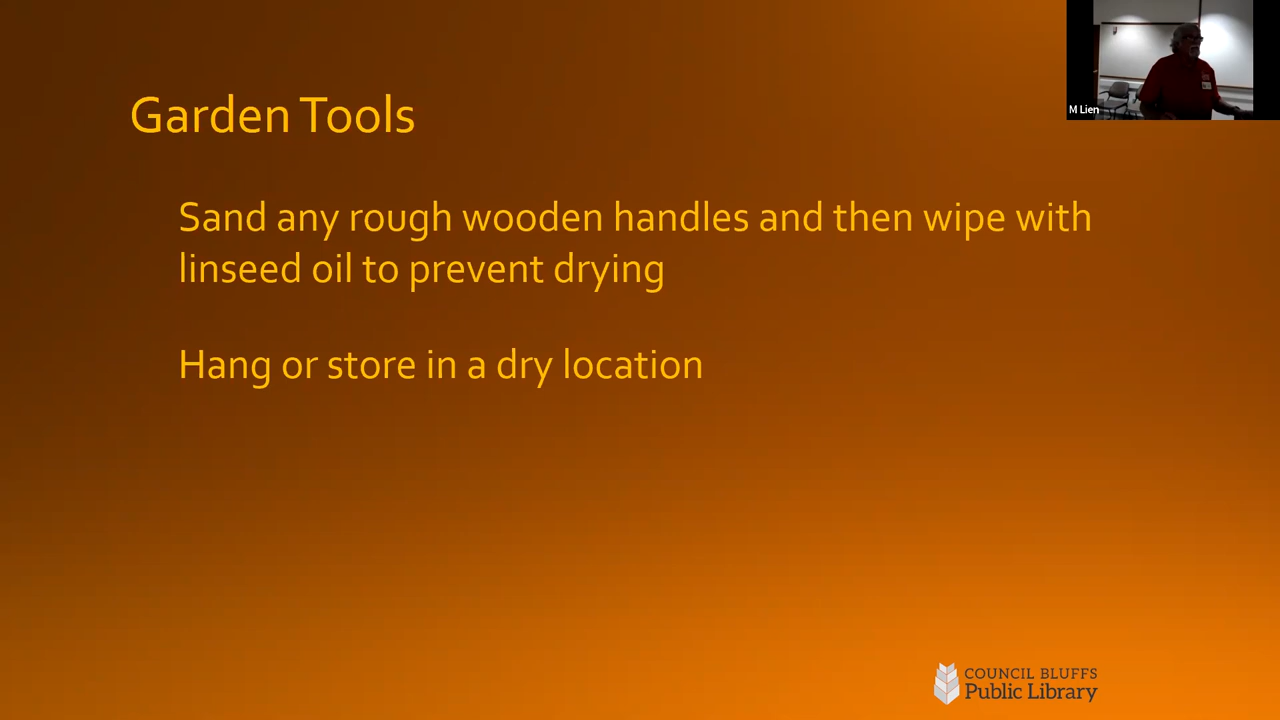 M Lien
Garden Tools
Sand any rough wooden handles and then wipe with
linseed oil to prevent drying
Hang or store in a dry location
COUNCIL BLUFFS
Public Library